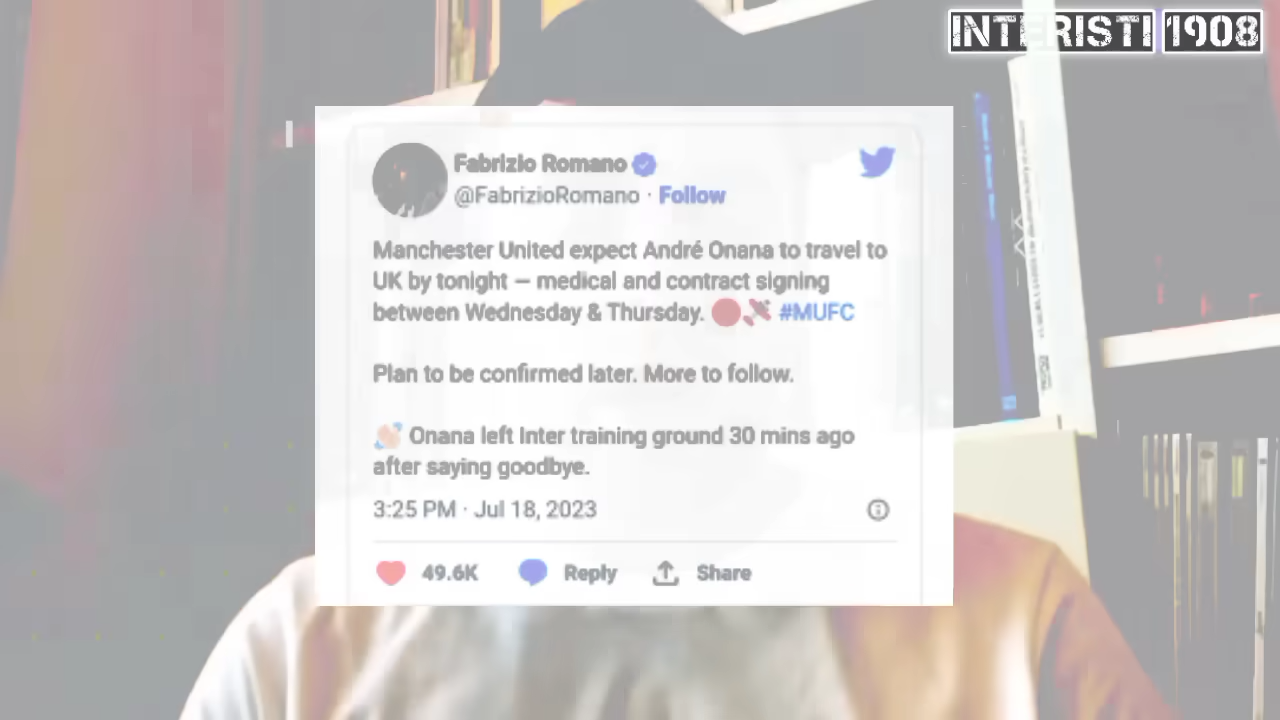 INTERISTI 1908
Fabrizio Romano
@FabrizioRomano · Follow
Manchester United expect André Onana to travel to
UK by tonight — medical and contract signing
between Wednesday & Thursday. 🔴✈️ #MUFC
Plan to be confirmed later. More to follow.
👋🏻 Onana left Inter training ground 30 mins ago
after saying goodbye.
3:25 PM · Jul 18, 2023
49.6K Reply Share